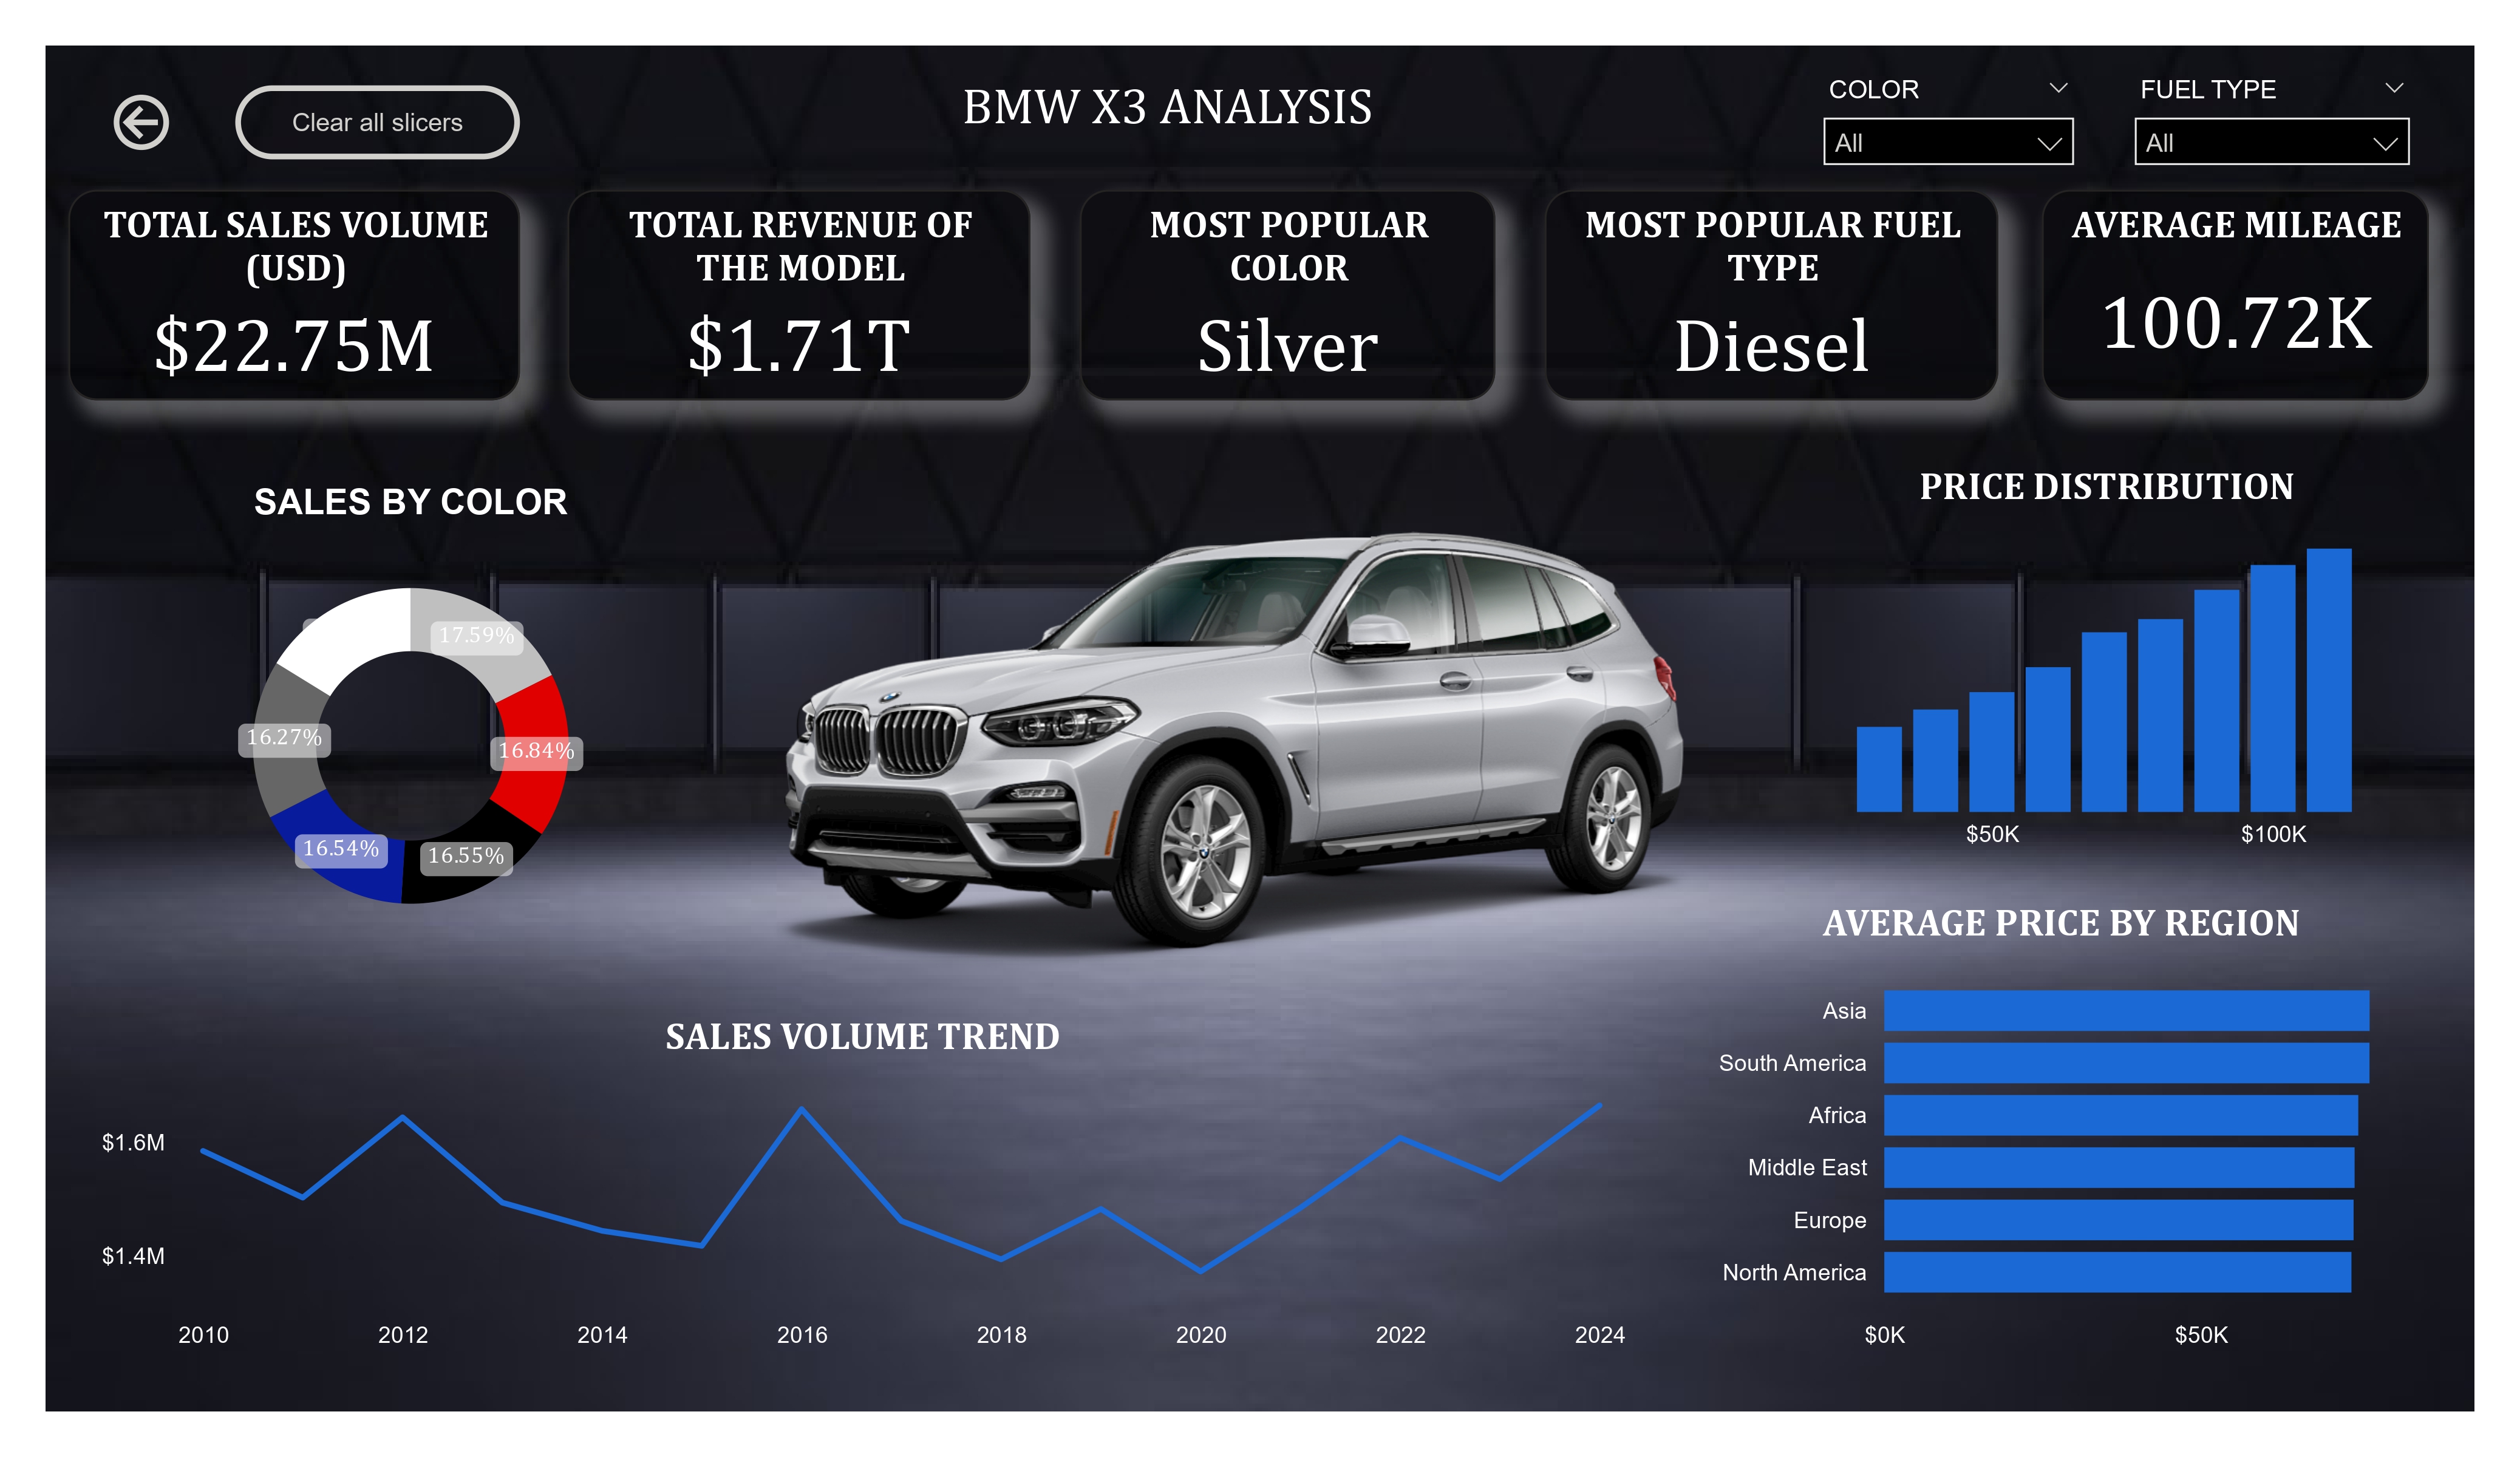 Clear all slicers
BMW X3 ANALYSIS
COLOR
All
FUEL TYPE
All
TOTAL SALES VOLUME
(USD)
$22.75M
TOTAL REVENUE OF
THE MODEL
$1.71T
MOST POPULAR
COLOR
Silver
MOST POPULAR FUEL
TYPE
Diesel
AVERAGE MILEAGE
100.72K
SALES BY COLOR
17.59%
16.84%
16.55%
16.54%
16.27%
PRICE DISTRIBUTION
$50K
$100K
AVERAGE PRICE BY REGION
Asia
South America
Africa
Middle East
Europe
North America
$0K
$50K
SALES VOLUME TREND
$1.6M
$1.4M
2010
2012
2014
2016
2018
2020
2022
2024